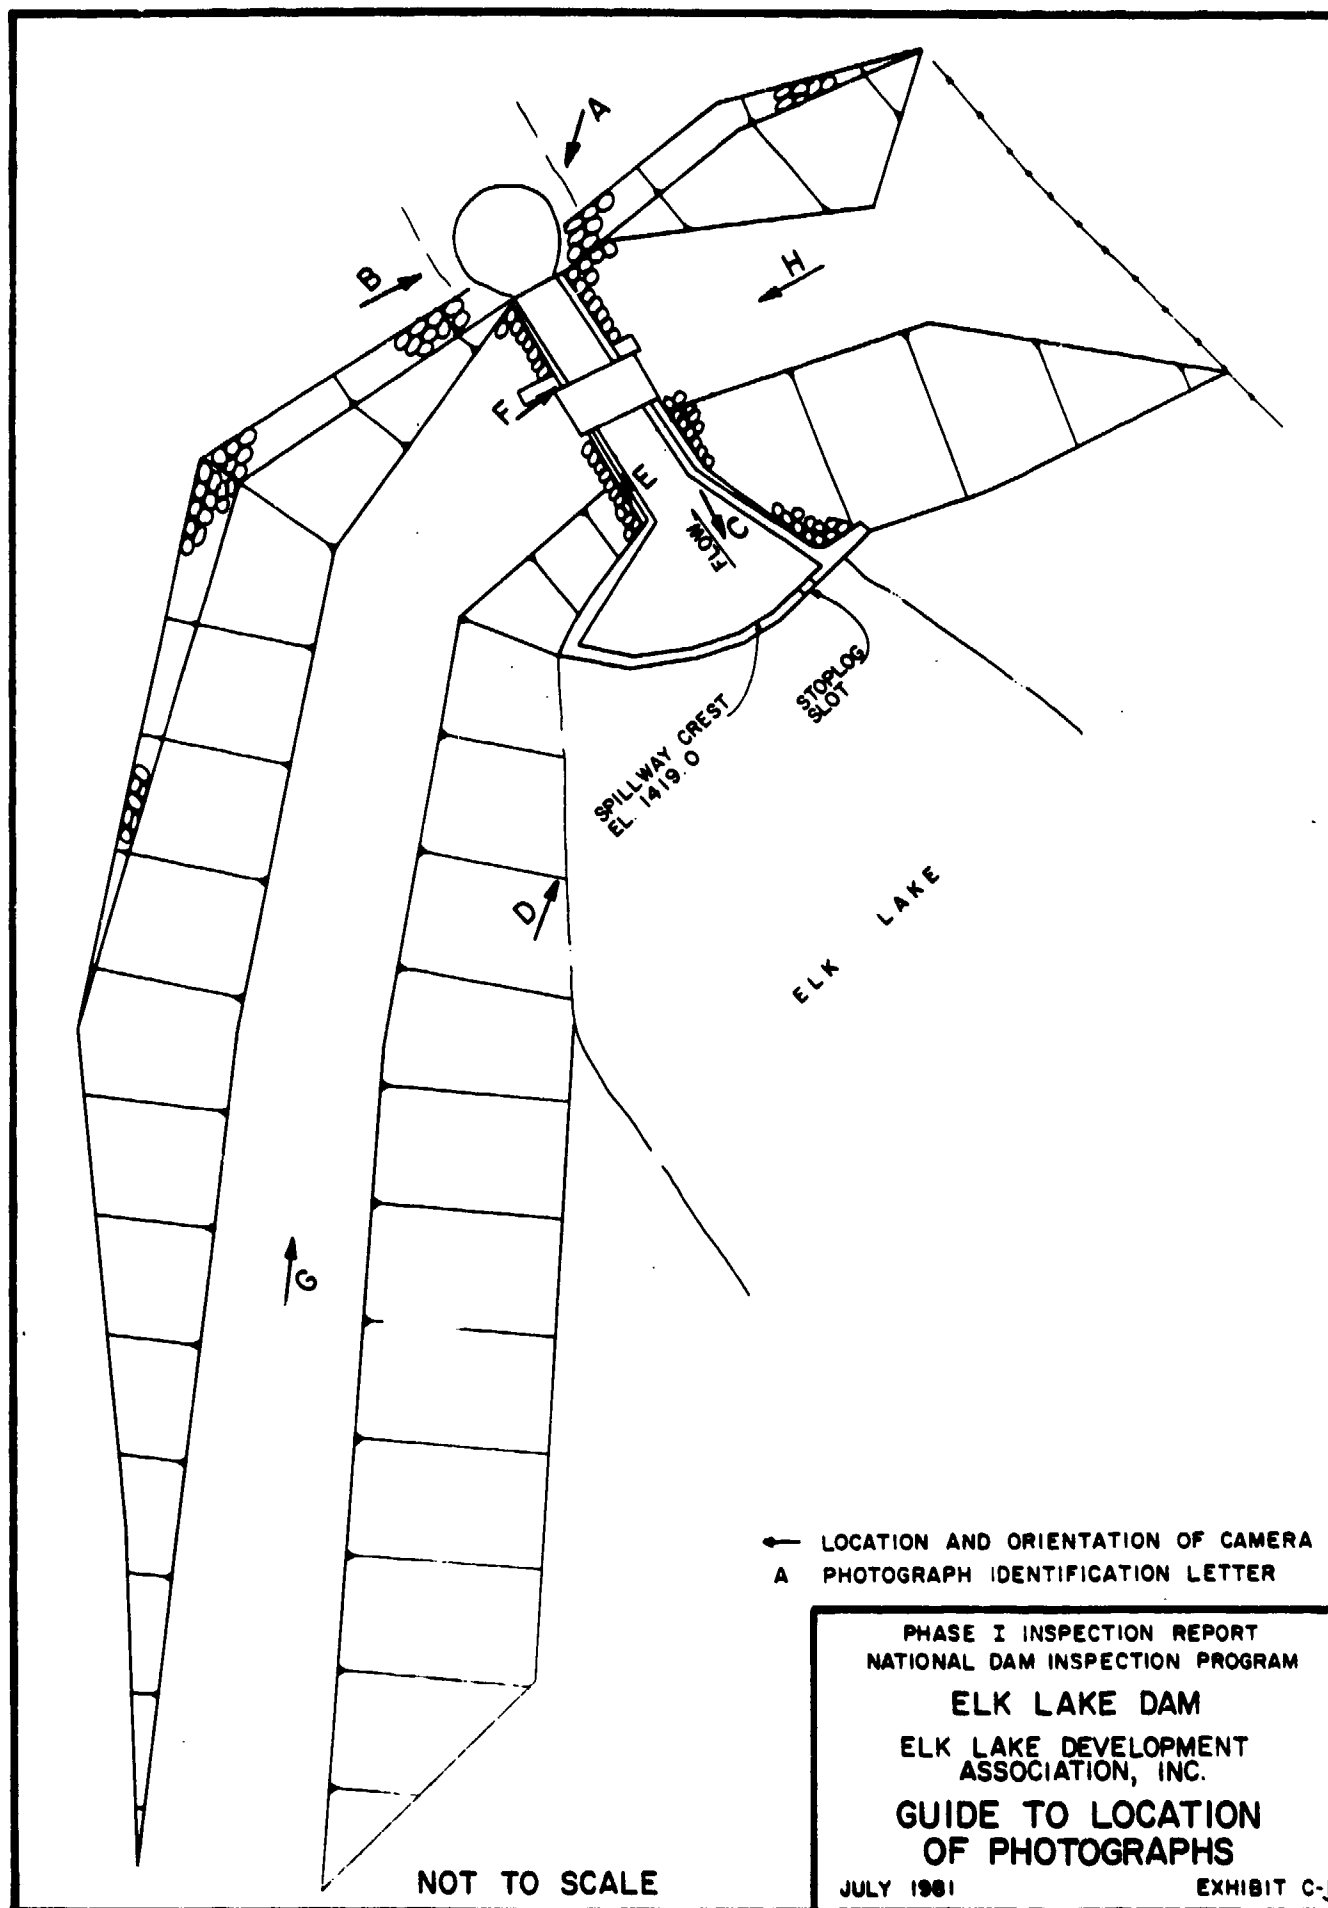 A
B
H
F
E
C
FLOW
STOPLOG
SLOT
SPILLWAY CREST
EL. 1419.0
D
ELK LAKE
G
LOCATION AND ORIENTATION OF CAMERA
A PHOTOGRAPH IDENTIFICATION LETTER
PHASE I INSPECTION REPORT
NATIONAL DAM INSPECTION PROGRAM
ELK LAKE DAM
ELK LAKE DEVELOPMENT
ASSOCIATION, INC.
GUIDE TO LOCATION
OF PHOTOGRAPHS
NOT TO SCALE
JULY 1981 EXHIBIT